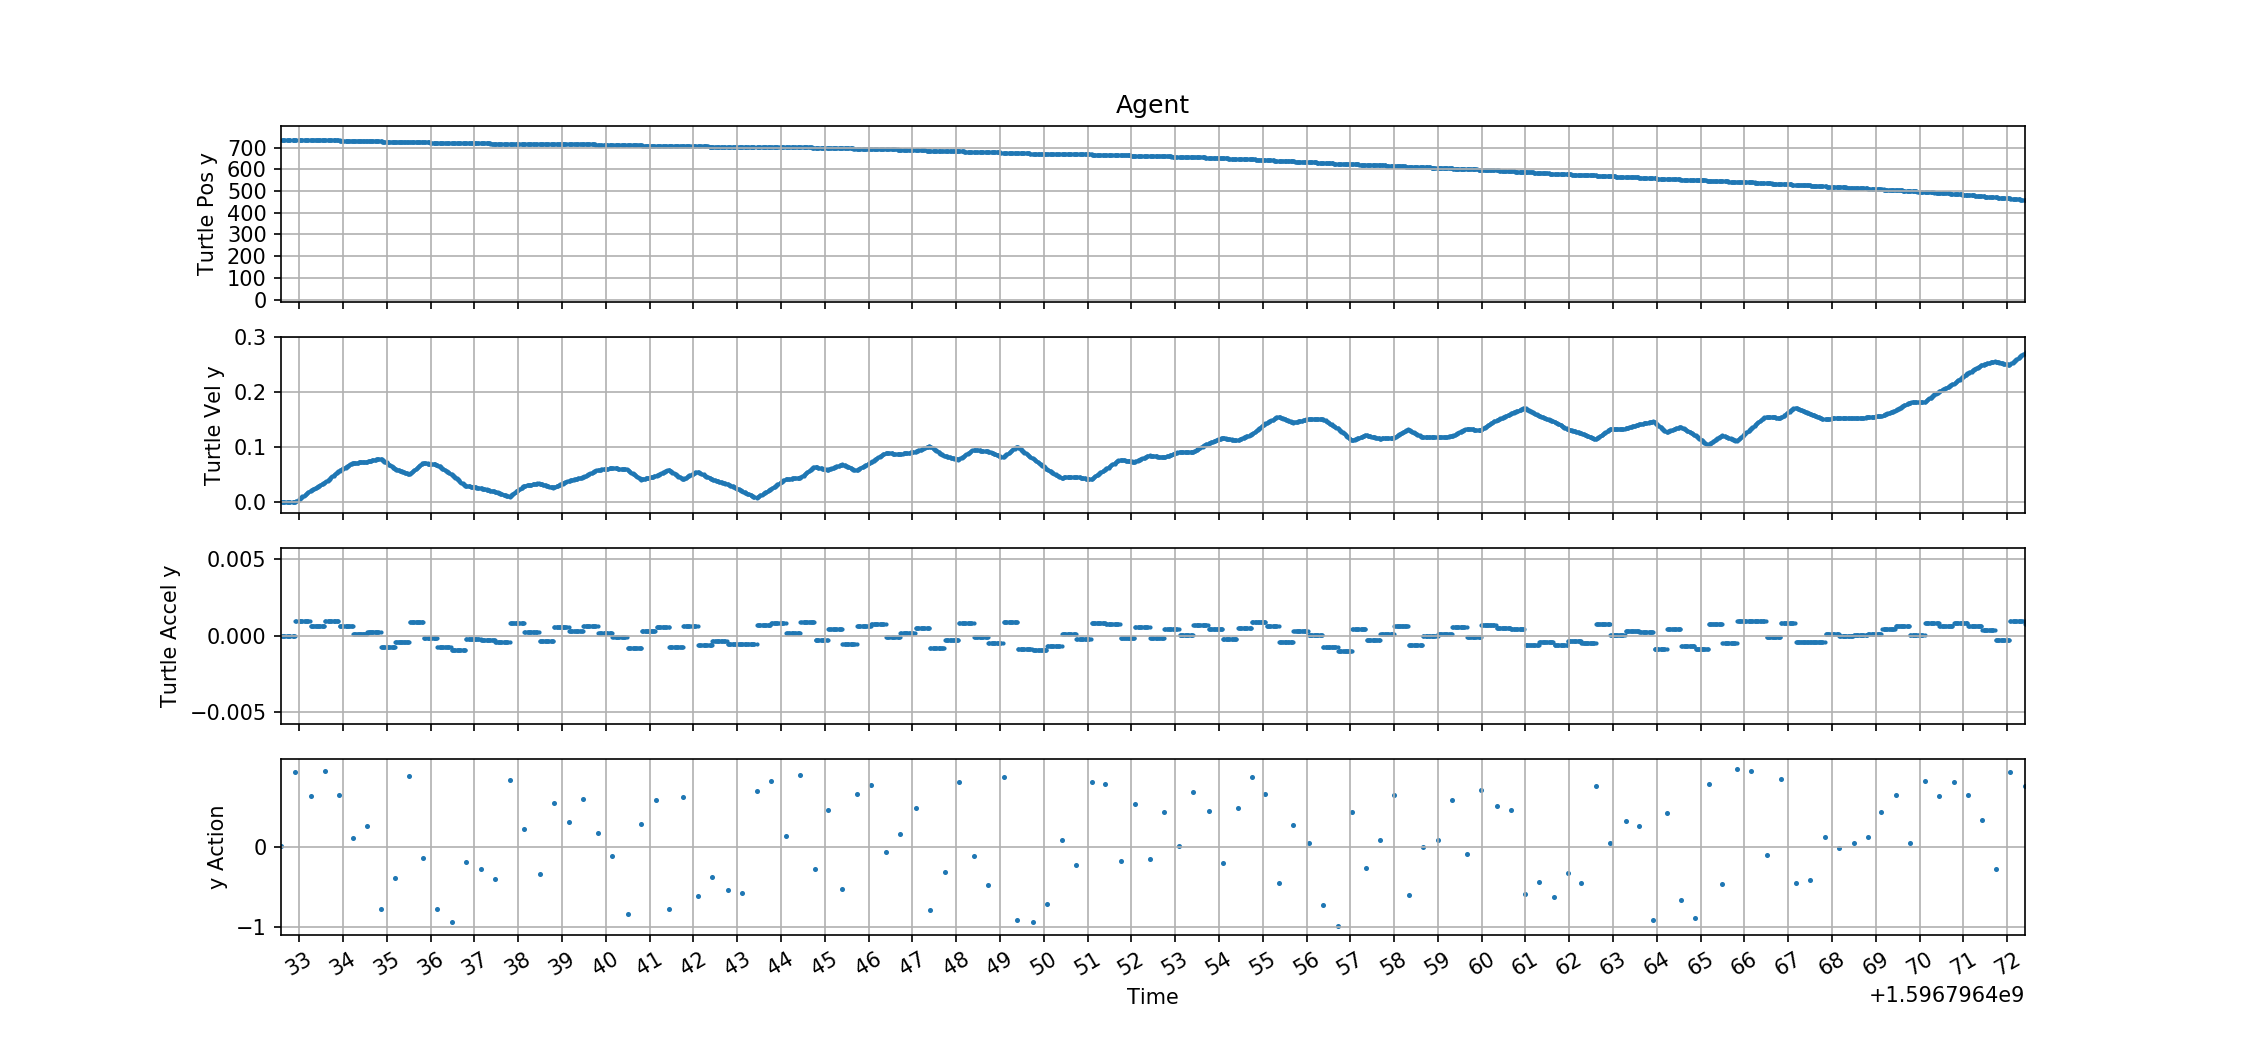 Agent
Turtle Pos y
700
600
500
400
300
200
100
0
Turtle Vel y
0.3
0.2
0.1
0.0
Turtle Accel y
0.005
0.000
−0.005
y Action
0
−1
33 34 35 36 37 38 39 40 41 42 43 44 45 46 47 48 49 50 51 52 53 54 55 56 57 58 59 60 61 62 63 64 65 66 67 68 69 70 71 72
Time
+1.5967964e9